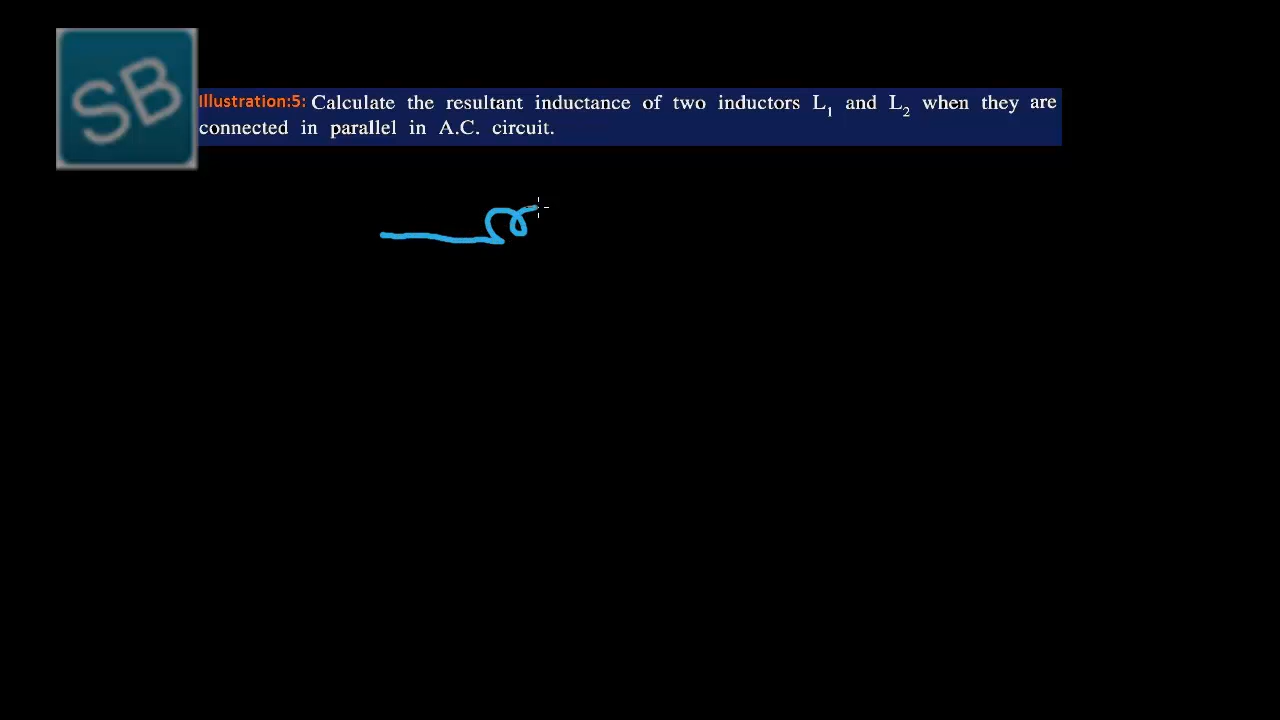 SB
Illustration:5: Calculate the resultant inductance of two inductors L₁ and L₂ when they are
connected in parallel in A.C. circuit.